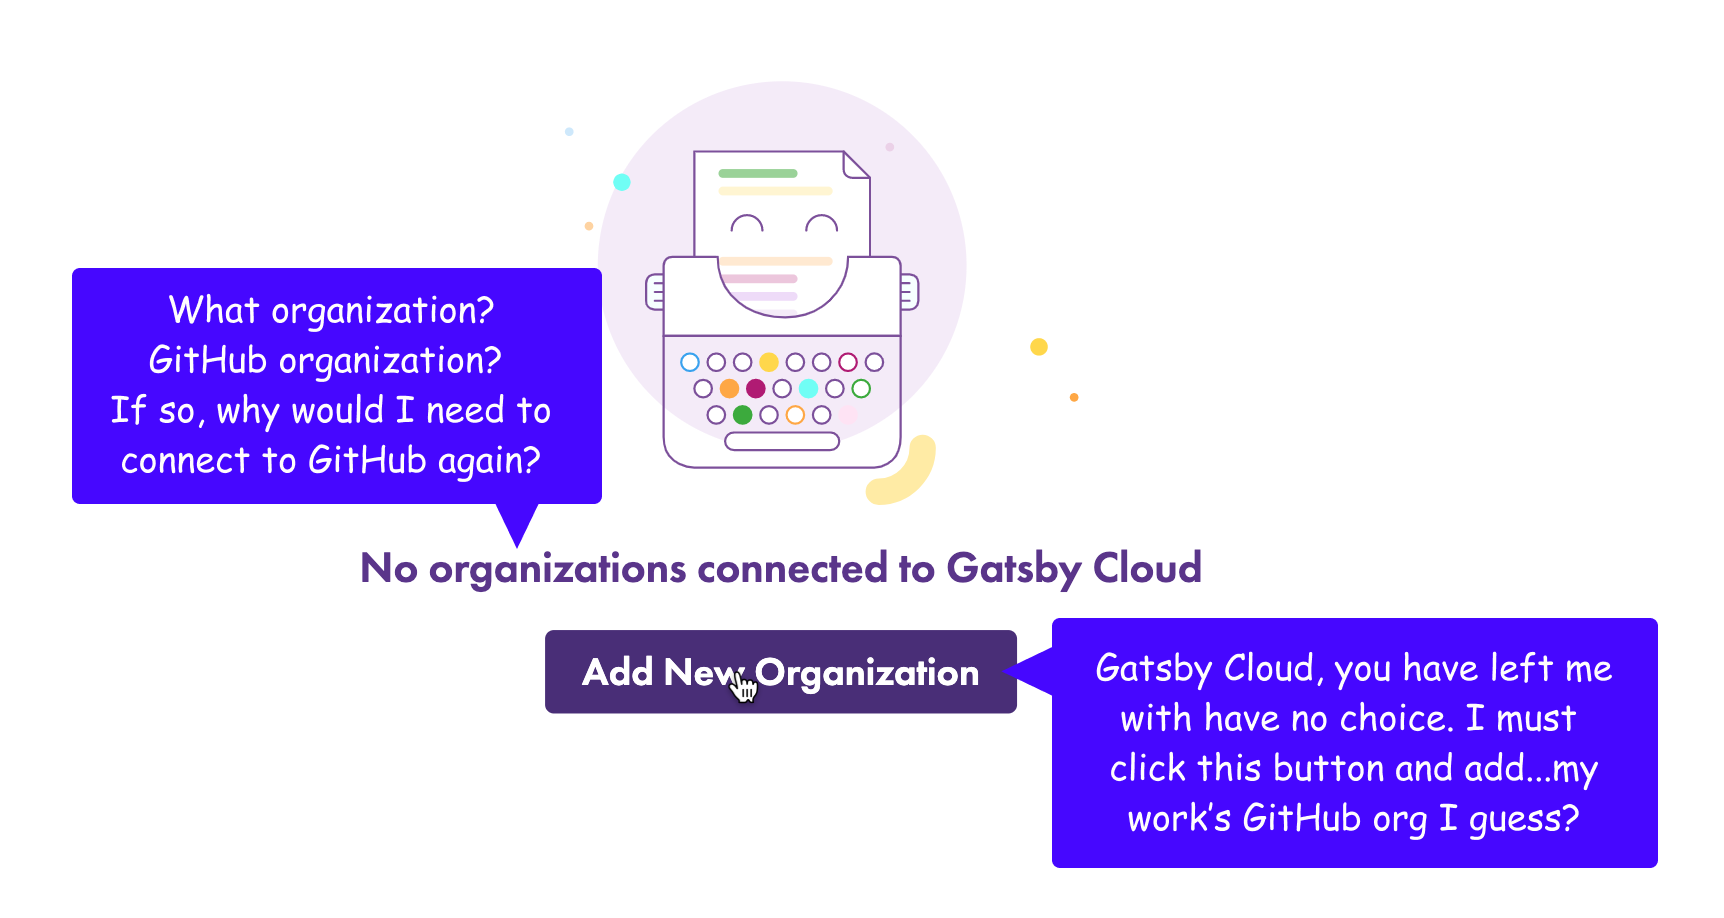 What organization?
GitHub organization?
If so, why would I need to
connect to GitHub again?
No organizations connected to Gatsby Cloud
Add New Organization
Gatsby Cloud, you have left me
with have no choice. I must
click this button and add...my
work's GitHub org I guess?